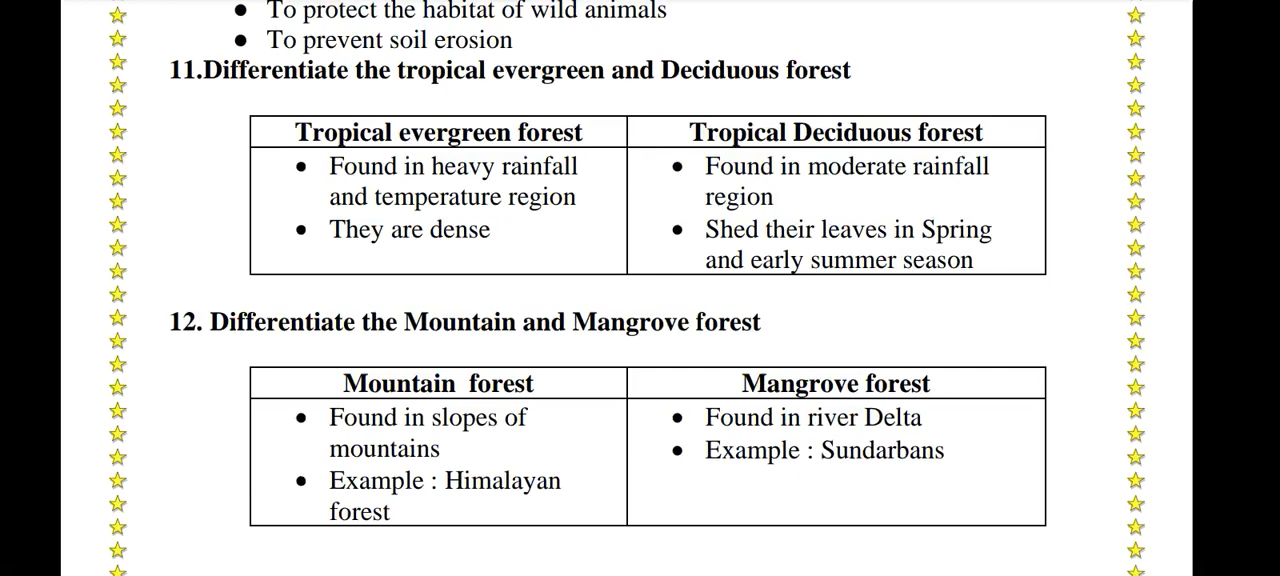 ● To protect the habitat of wild animals
● To prevent soil erosion
11.Differentiate the tropical evergreen and Deciduous forest
Tropical evergreen forest
● Found in heavy rainfall
and temperature region
● They are dense
Tropical Deciduous forest
● Found in moderate rainfall
region
● Shed their leaves in Spring
and early summer season
12. Differentiate the Mountain and Mangrove forest
Mountain forest
● Found in slopes of
mountains
● Example : Himalayan
forest
Mangrove forest
● Found in river Delta
● Example : Sundarbans